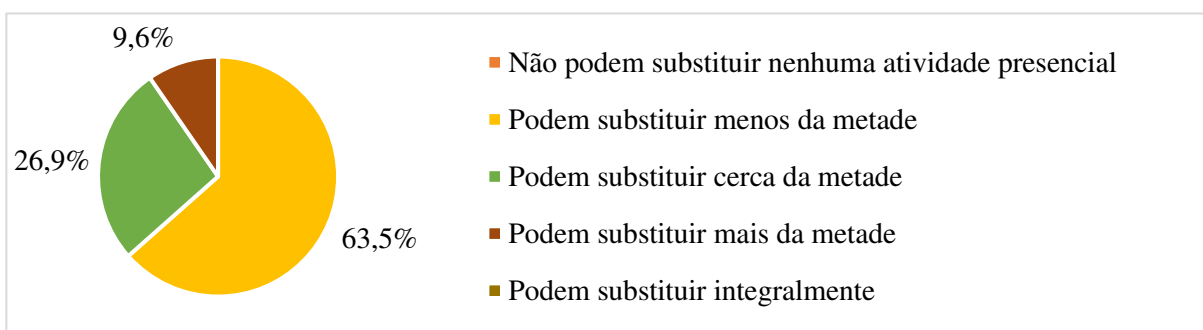 9,6%
26,9%
63,5%
Não podem substituir nenhuma atividade presencial
Podem substituir menos da metade
Podem substituir cerca da metade
Podem substituir mais da metade
Podem substituir integralmente